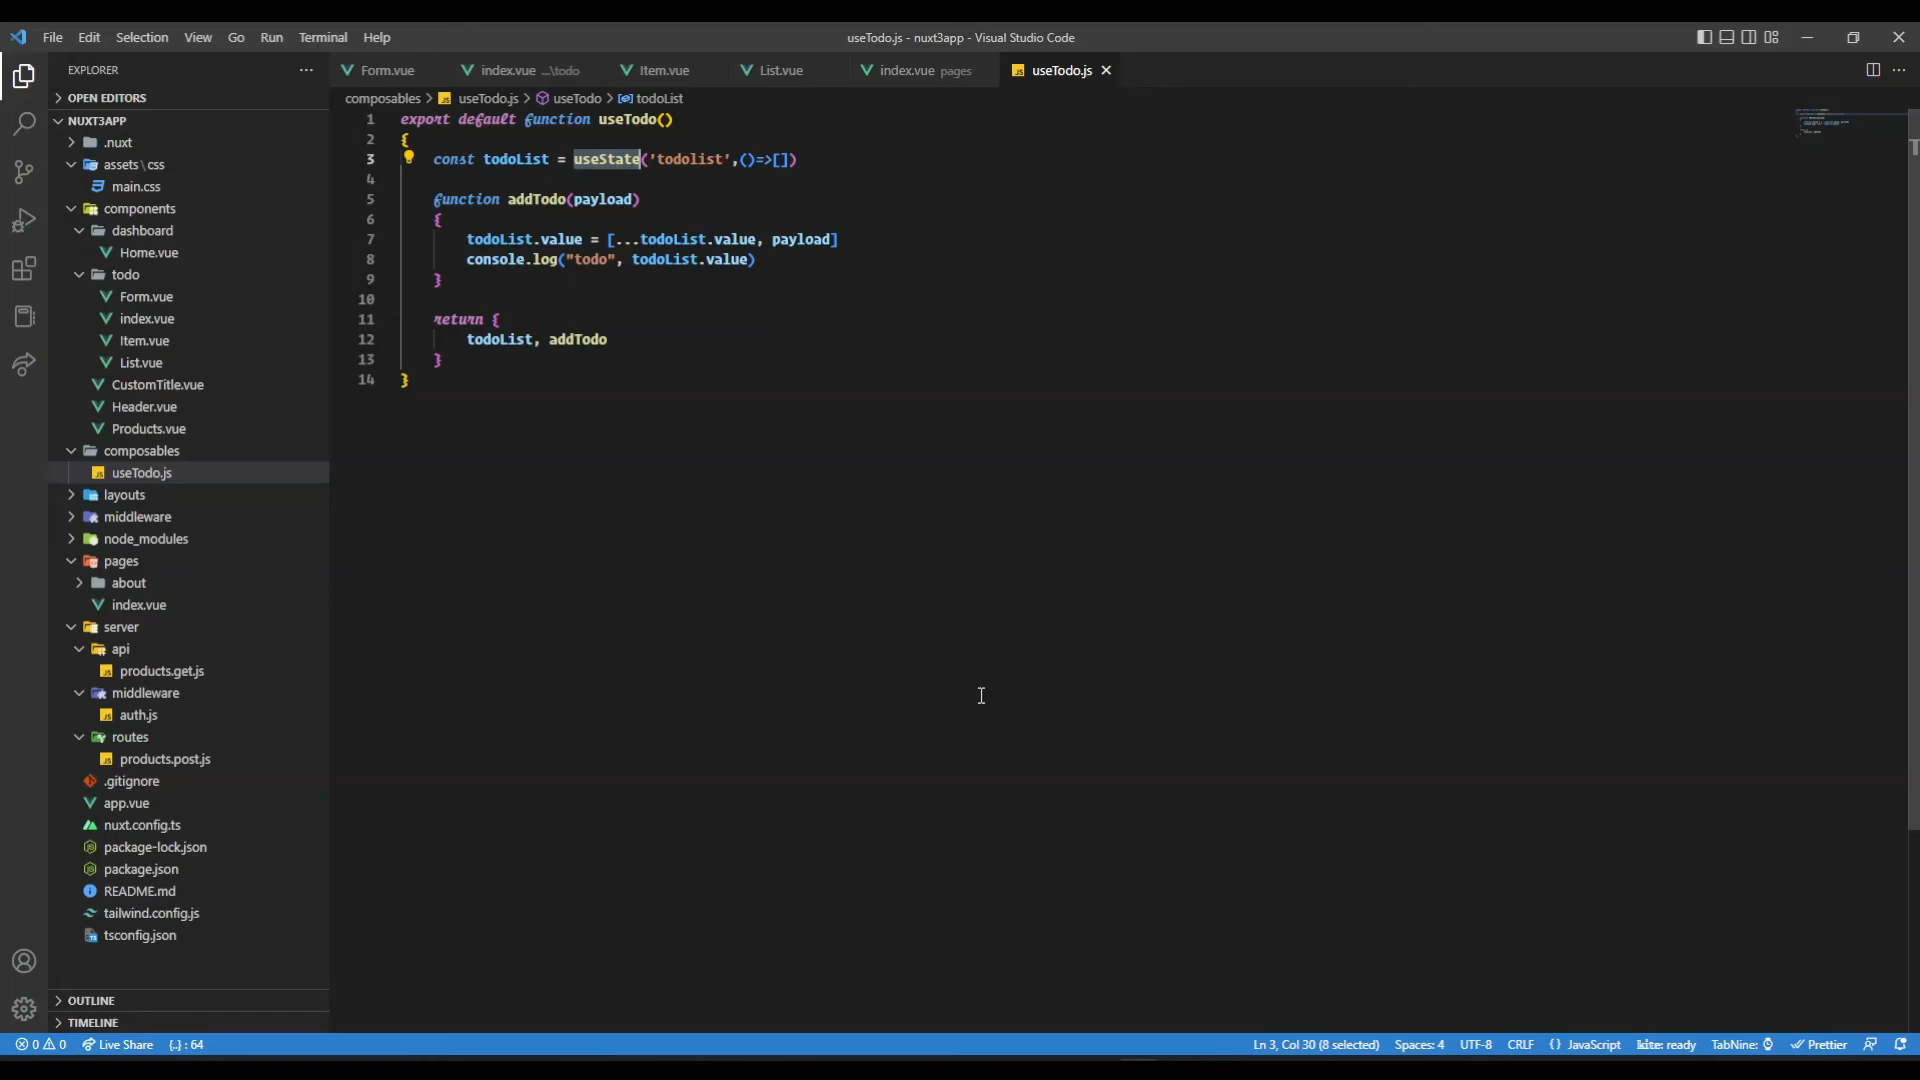 File Edit Selection View Go Run Terminal Help
useTodo.js - nuxt3app - Visual Studio Code
EXPLORER
OPEN EDITORS
NUXT3APP
.nuxt
assets \ css
main.css
components
dashboard
Home.vue
todo
Form.vue
index.vue
Item.vue
List.vue
CustomTitle.vue
Header.vue
Products.vue
composables
useTodo.js
layouts
middleware
node_modules
pages
about
index.vue
server
api
products.get.js
middleware
auth.js
routes
products.post.js
.gitignore
app.vue
nuxt.config.ts
package-lock.json
package.json
README.md
tailwind.config.js
tsconfig.json
OUTLINE
TIMELINE
Form.vue index.vue ...\todo Item.vue List.vue index.vue pages useTodo.js
composables > useTodo.js > useTodo > todoList
1 export default function useTodo()
2 {
3 const todoList = useState('todolist',()=>[])
4
5 function addTodo(payload)
6 {
7 todoList.value = [...todoList.value, payload]
8 console.log("todo", todoList.value)
9 }
10
11 return {
12 todoList, addTodo
13 }
14 }
0 0 Live Share {..} : 64
Ln 3, Col 30 (8 selected) Spaces: 4 UTF-8 CRLF {} JavaScript kite: ready TabNine: Prettier